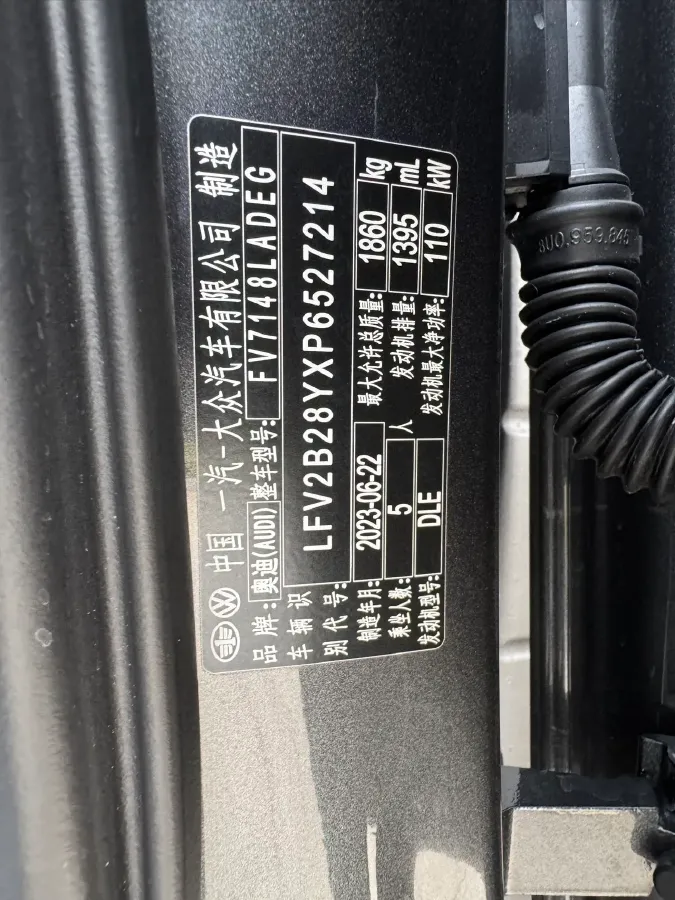 中国 一汽-大众汽车有限公司 制造
品牌: 奥迪(AUDI) 整车型号: FV7148LADEG
车辆识别代号: LFV2B28YXP6527214
制造年月: 2023-06-22 最大允许总质量: 1860 kg
乘坐人数: 5 人 发动机排量: 1395 mL
发动机型号: DLE 发动机最大净功率: 110 kW
8U0.959.845